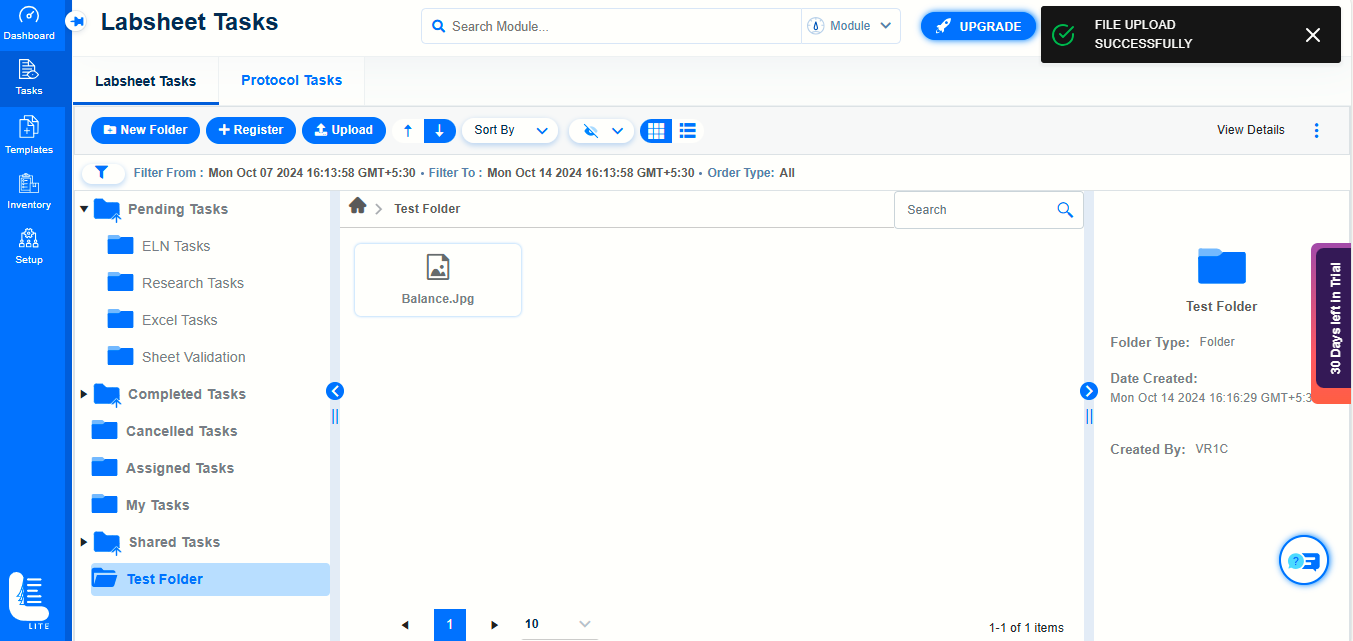 Labsheet Tasks
Search Module...
Module
UPGRADE
FILE UPLOAD
SUCCESSFULLY
Dashboard
Tasks
Templates
Inventory
Setup
LITE
Labsheet Tasks
Protocol Tasks
New Folder
Register
Upload
Sort By
View Details
Filter From : Mon Oct 07 2024 16:13:58 GMT+5:30 • Filter To : Mon Oct 14 2024 16:13:58 GMT+5:30 • Order Type: All
Pending Tasks
ELN Tasks
Research Tasks
Excel Tasks
Sheet Validation
Completed Tasks
Cancelled Tasks
Assigned Tasks
My Tasks
Shared Tasks
Test Folder
Test Folder
Search
Balance.Jpg
1
10
1-1 of 1 items
Test Folder
Folder Type: Folder
Date Created:
Mon Oct 14 2024 16:16:29 GMT+5:3
Created By: VR1C
30 Days left in Trial